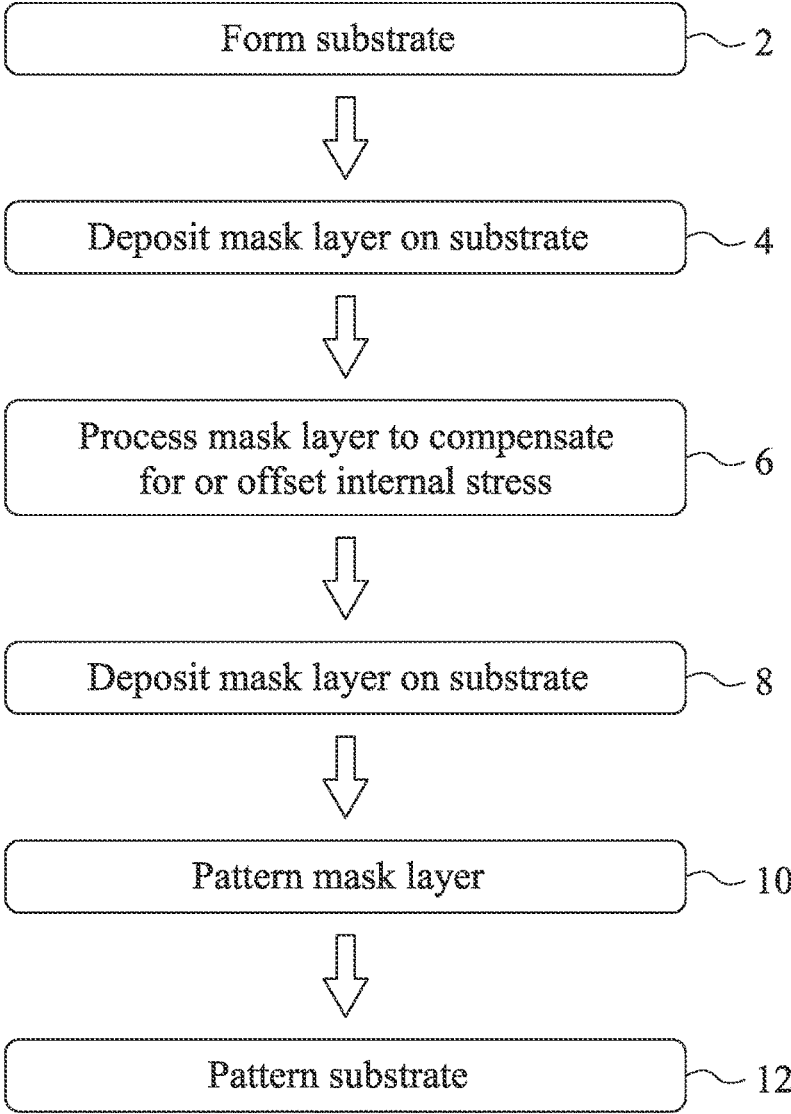 Form substrate
2
Deposit mask layer on substrate
4
Process mask layer to compensate
for or offset internal stress
6
Deposit mask layer on substrate
8
Pattern mask layer
10
Pattern substrate
12